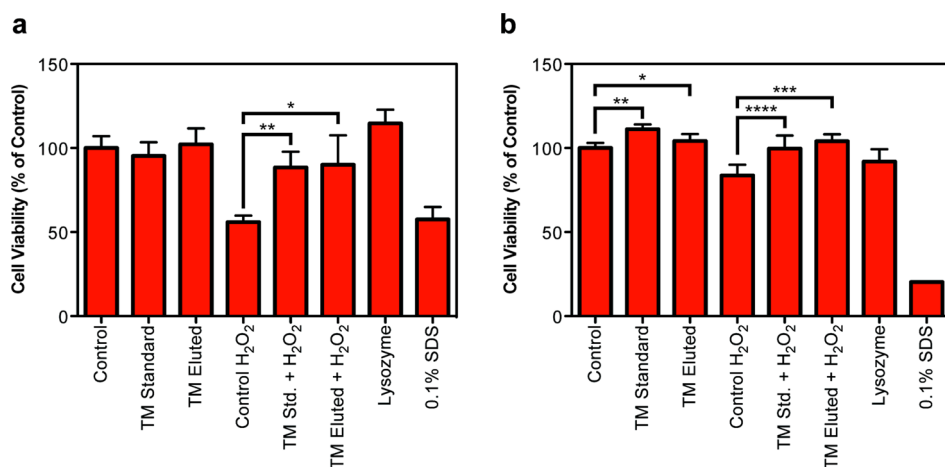 a
Cell Viability (% of Control)
150
100
50
0
*
**
Control
TM Standard
TM Eluted
Control H₂O₂
TM Std. + H₂O₂
TM Eluted + H₂O₂
Lysozyme
0.1% SDS
b
Cell Viability (% of Control)
150
100
50
0
*
**
***
****
Control
TM Standard
TM Eluted
Control H₂O₂
TM Std. + H₂O₂
TM Eluted + H₂O₂
Lysozyme
0.1% SDS